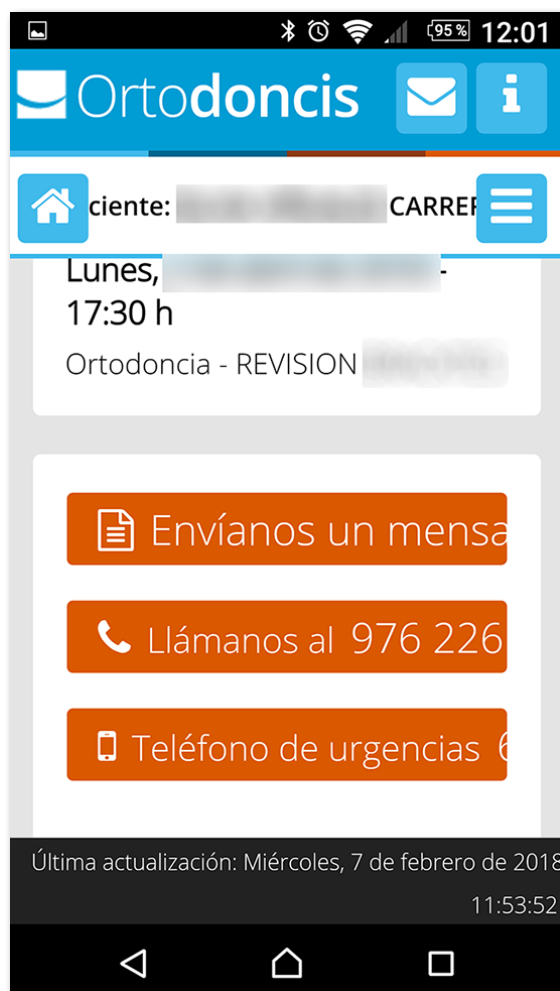 95% 12:01
Ortodoncis
ciente: CARREF
Lunes, -
17:30 h
Ortodoncia - REVISION
Envíanos un mensa
Llámanos al 976 226
Teléfono de urgencias 6
Última actualización: Miércoles, 7 de febrero de 2018
11:53:52